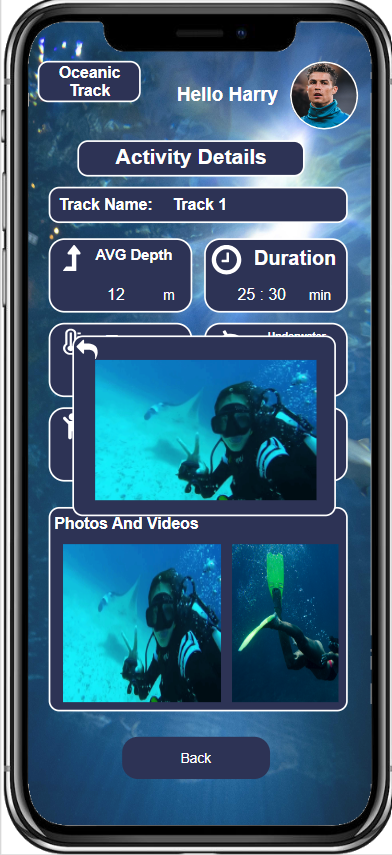 Oceanic
Track
Hello Harry
Activity Details
Track Name: Track 1
AVG Depth
Duration
12 m
25 : 30 min
Photos And Videos
Back